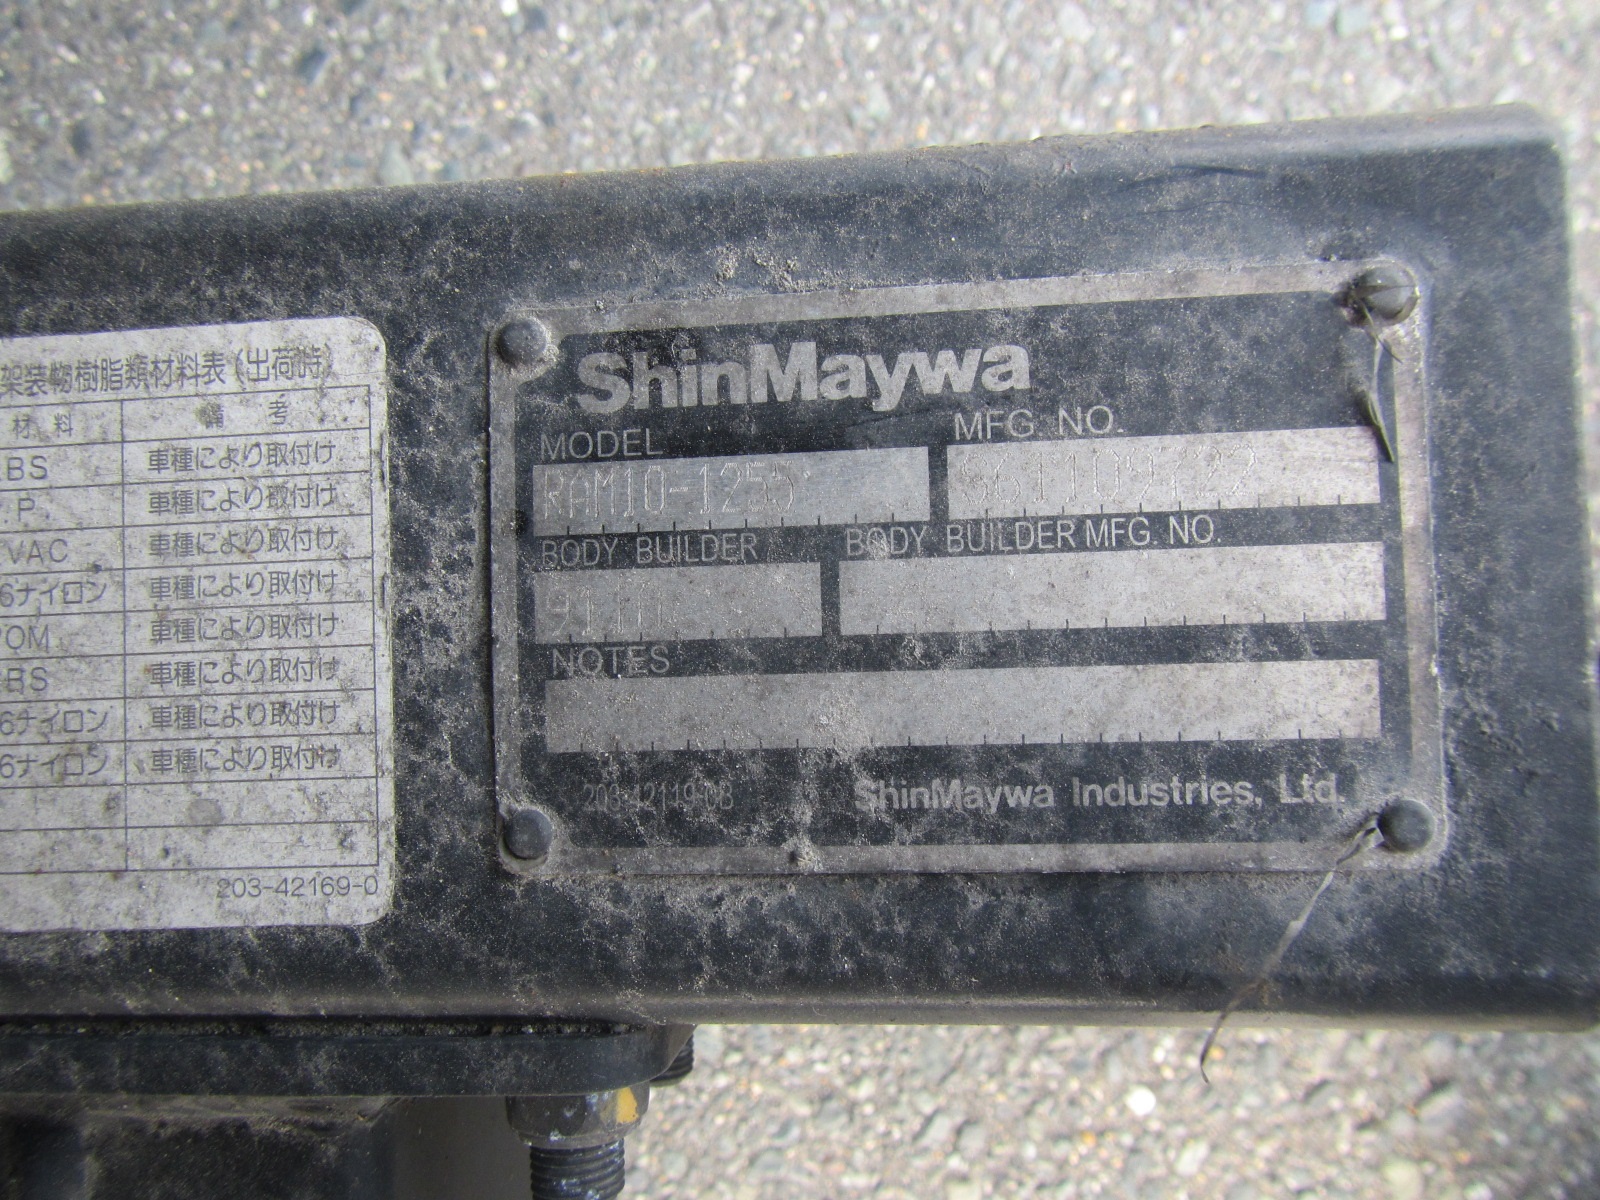 架装物樹脂類材料表(出荷時)
材料 備考
BS 車種により取付け
.P. 車種により取付け
VAC 車種により取付け
6ナイロン 車種により取付け
POM 車種により取付け
BS 車種により取付け
6ナイロン 車種により取付け
6ナイロン 車種により取付け
203-42169-0
ShinMaywa
MODEL
RAM10-1255
MFG. NO.
S61109722
BODY BUILDER
BODY BUILDER MFG. NO.
NOTES
203-42119-0B
ShinMaywa Industries, Ltd.